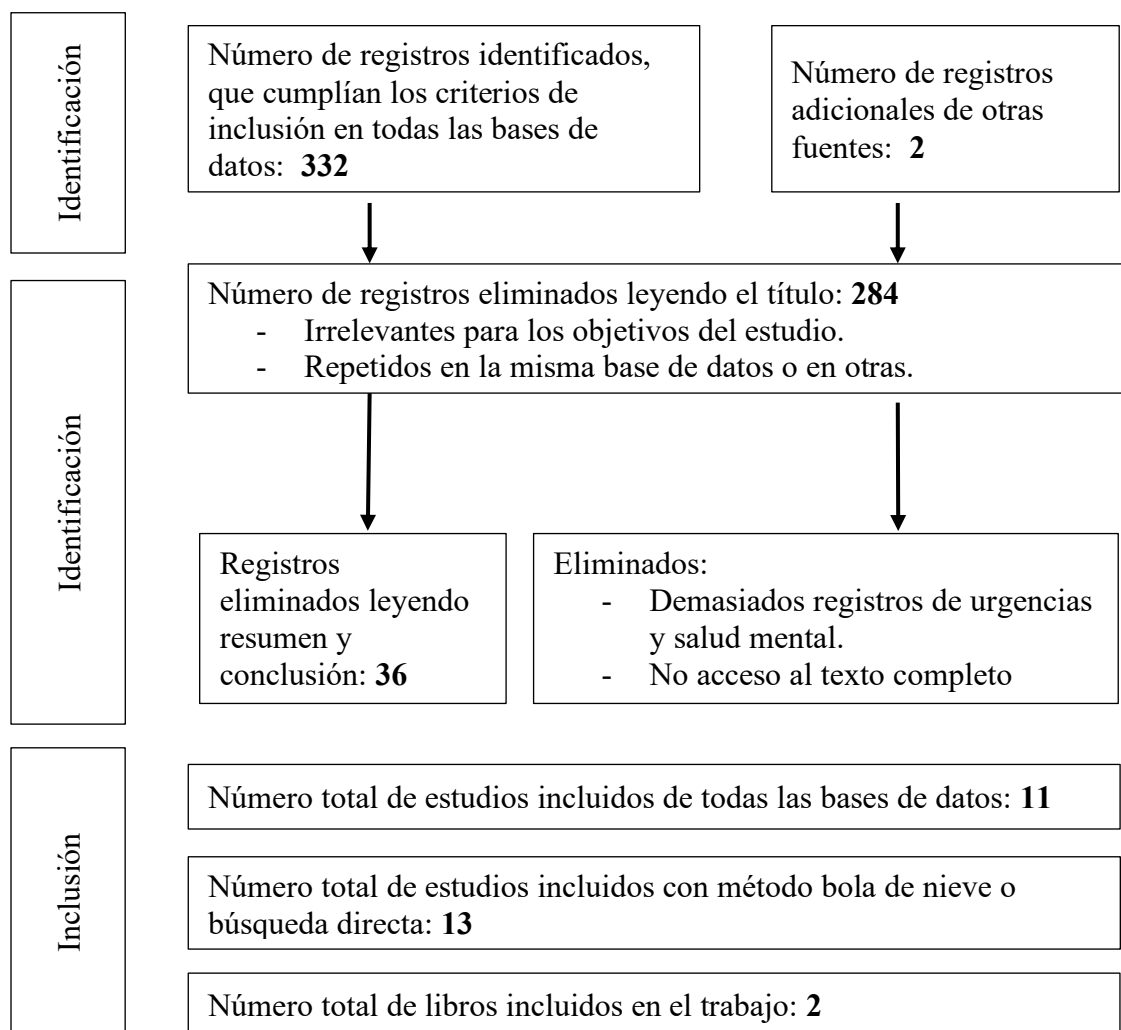 Identificación
Número de registros identificados,
que cumplían los criterios de
inclusión en todas las bases de
datos: 332
Número de registros
adicionales de otras
fuentes: 2
Identificación
Número de registros eliminados leyendo el título: 284
- Irrelevantes para los objetivos del estudio.
- Repetidos en la misma base de datos o en otras.
Registros
eliminados leyendo
resumen y
conclusión: 36
Eliminados:
- Demasiados registros de urgencias
y salud mental.
- No acceso al texto completo
Inclusión
Número total de estudios incluidos de todas las bases de datos: 11
Número total de estudios incluidos con método bola de nieve o
búsqueda directa: 13
Número total de libros incluidos en el trabajo: 2